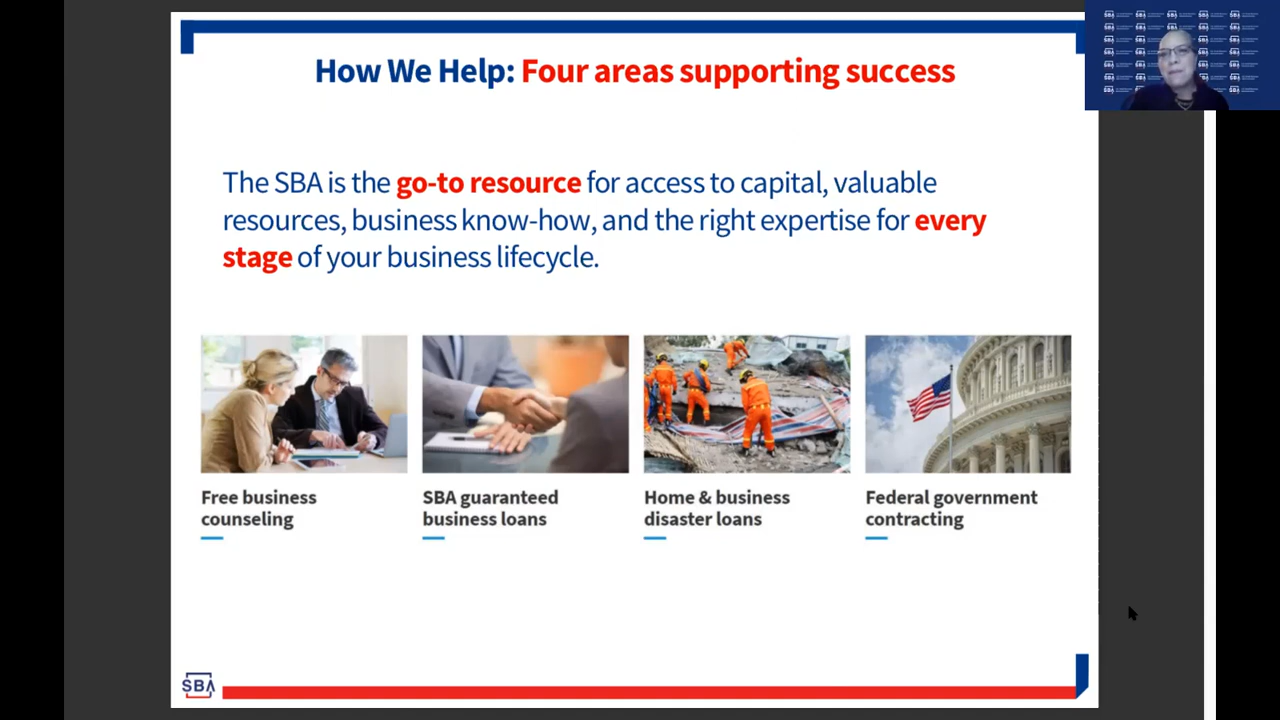 How We Help: Four areas supporting success
The SBA is the go-to resource for access to capital, valuable
resources, business know-how, and the right expertise for every
stage of your business lifecycle.
Free business
counseling
SBA guaranteed
business loans
Home & business
disaster loans
Federal government
contracting
SBA